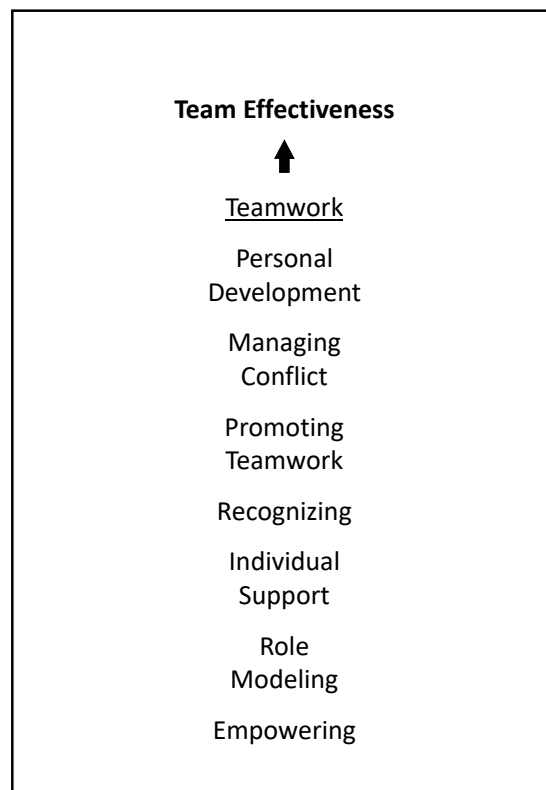 Team Effectiveness
Teamwork
Personal
Development
Managing
Conflict
Promoting
Teamwork
Recognizing
Individual
Support
Role
Modeling
Empowering